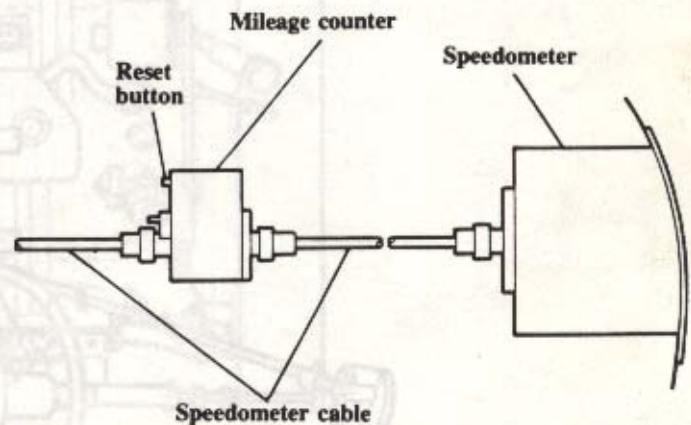 Mileage counter
Speedometer
Reset
button
Speedometer cable